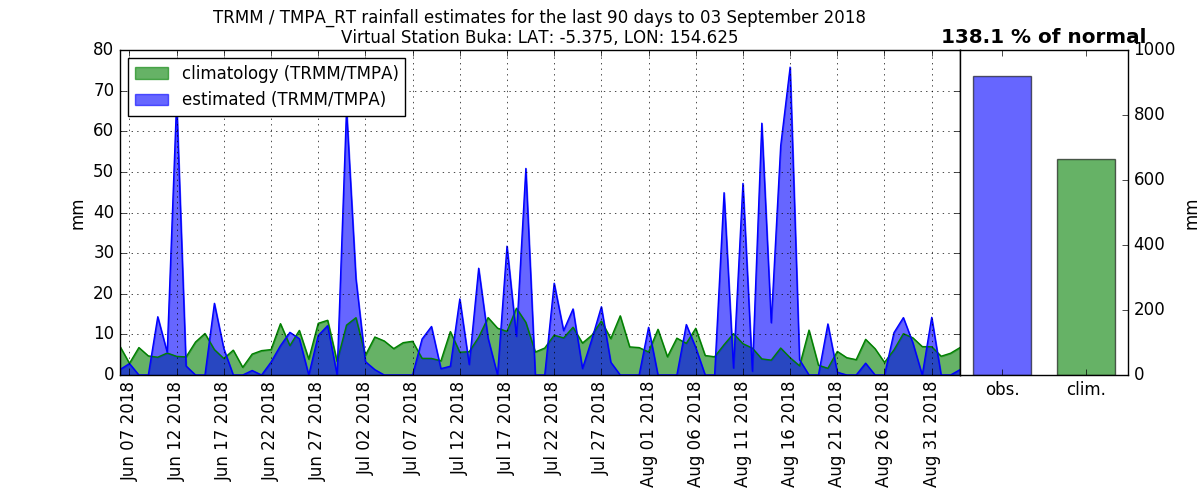 TRMM / TMPA_RT rainfall estimates for the last 90 days to 03 September 2018
Virtual Station Buka: LAT: -5.375, LON: 154.625
138.1 % of normal
climatology (TRMM/TMPA)
estimated (TRMM/TMPA)
mm
80
70
60
50
40
30
20
10
0
Jun 07 2018
Jun 12 2018
Jun 17 2018
Jun 22 2018
Jun 27 2018
Jul 02 2018
Jul 07 2018
Jul 12 2018
Jul 17 2018
Jul 22 2018
Jul 27 2018
Aug 01 2018
Aug 06 2018
Aug 11 2018
Aug 16 2018
Aug 21 2018
Aug 26 2018
Aug 31 2018
obs.
clim.
1000
800
600
400
200
0
mm